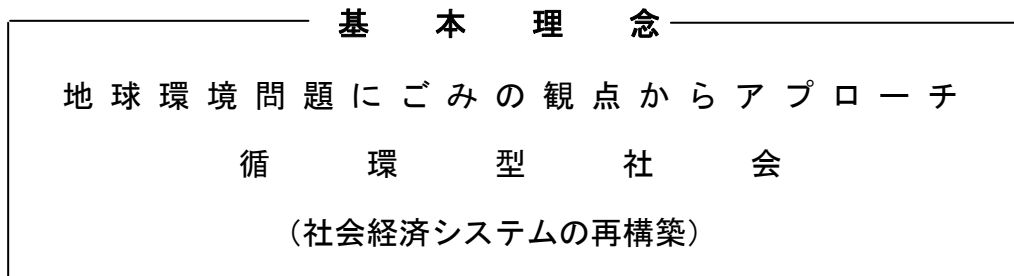 基本理念
地球環境問題にごみの観点からアプローチ
循環型社会
（社会経済システムの再構築）